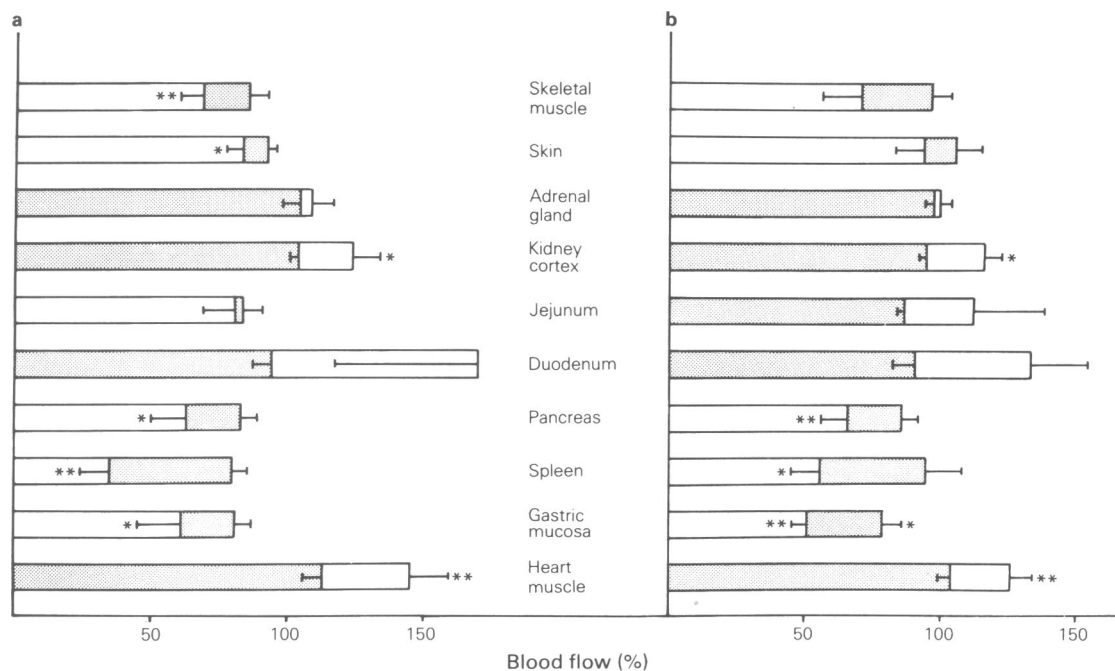 a
b
Skeletal
muscle
**
Skin
*
Adrenal
gland
Kidney
cortex
*
*
Jejunum
Duodenum
Pancreas
*
**
Spleen
**
*
Gastric
mucosa
*
**
*
Heart
muscle
**
**
50
100
150
50
100
150
Blood flow (%)